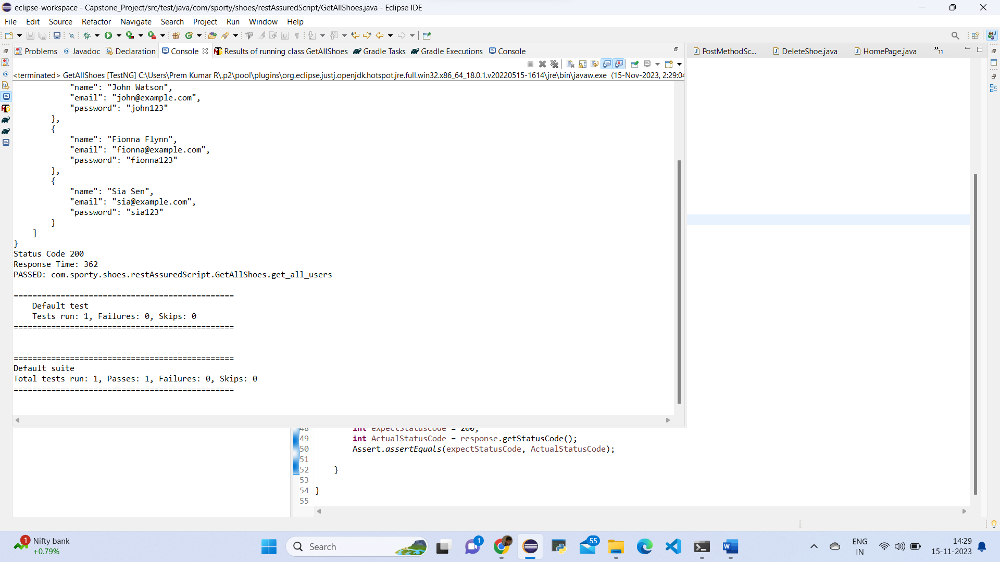 eclipse-workspace - Capstone_Project/src/test/java/com/sporty/shoes/restAssuredScript/GetAllShoes.java - Eclipse IDE
File Edit Source Refactor Navigate Search Project Run Window Help
Problems Javadoc Declaration Console Results of running class GetAllShoes Gradle Tasks Gradle Executions Console
PostMethodSc... DeleteShoe.java HomePage.java »11
<terminated> GetAllShoes [TestNG] C:\Users\Prem Kumar R\.p2\pool\plugins\org.eclipse.justj.openjdk.hotspot.jre.full.win32.x86_64_18.0.1.v20220515-1614\jre\bin\javaw.exe (15-Nov-2023, 2:29:04
"name": "John Watson",
"email": "john@example.com",
"password": "john123"
},
{
"name": "Fionna Flynn",
"email": "fionna@example.com",
"password": "fionna123"
},
{
"name": "Sia Sen",
"email": "sia@example.com",
"password": "sia123"
}
]
}
Status Code 200
Response Time: 362
PASSED: com.sporty.shoes.restAssuredScript.GetAllShoes.get_all_users
===============================================
Default test
Tests run: 1, Failures: 0, Skips: 0
===============================================
===============================================
Default suite
Total tests run: 1, Passes: 1, Failures: 0, Skips: 0
===============================================
48 int expectStatusCode = 200;
49 int ActualStatusCode = response.getStatusCode();
50 Assert.assertEquals(expectStatusCode, ActualStatusCode);
51
52 }
53
54 }
55
1 Nifty bank
+0.79%
Search
1
55
ENG
IN
14:29
15-11-2023